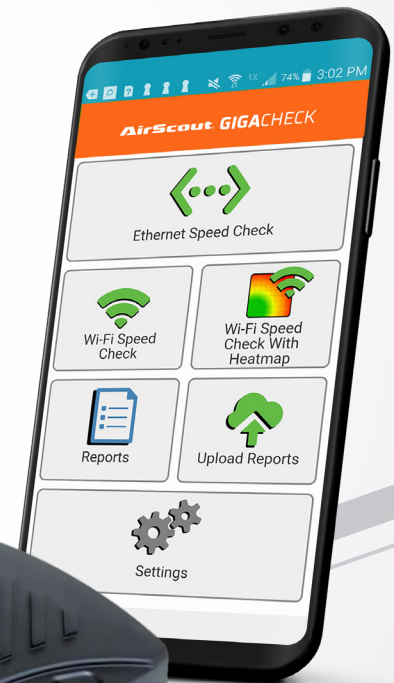 1X 74% 3:02 PM
AirScout GIGACHECK
Ethernet Speed Check
Wi-Fi Speed
Check
Wi-Fi Speed
Check With
Heatmap
Reports
Upload Reports
Settings